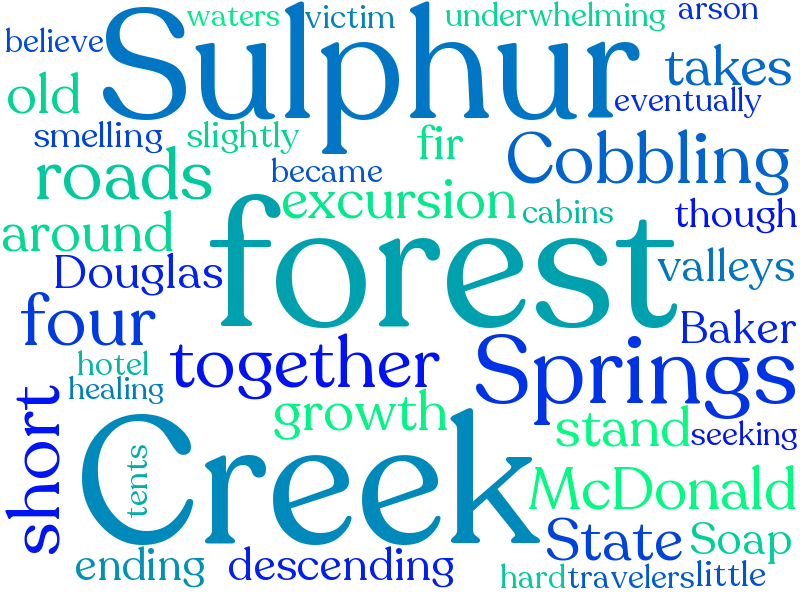 waters
victim
underwhelming
arson
believe
Sulphur
takes
old
eventually
smelling
slightly
fir
Cobbling
roads
became
excursion
cabins
though
around
forest
Douglas
valleys
four
Baker
together
Springs
hotel
healing
short
growth
stand
seeking
Creek
tents
McDonald
State
Soap
ending
descending
hard
travelers
little